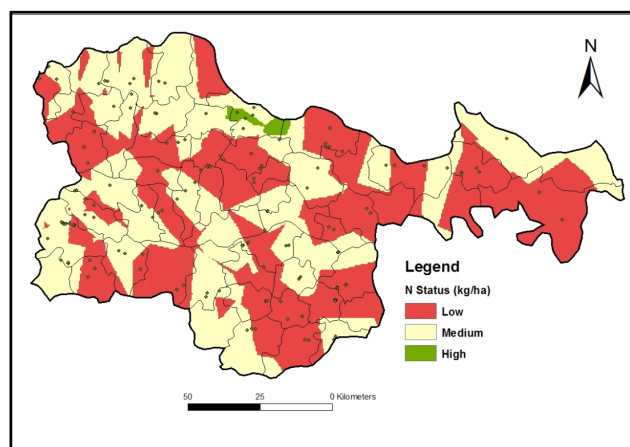 N
Legend
N Status (kg/ha)
Low
Medium
High
50 25 0 Kilometers